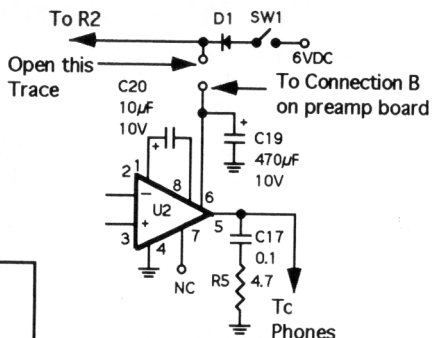 To R2
D1
SW1
6VDC
Open this
Trace
To Connection B
on preamp board
C20
10µF
10V
+
+
C19
470µF
10V
2
1
8
6
−
U2
5
+
7
3
4
NC
C17
0.1
R5
4.7
Tc
Phones